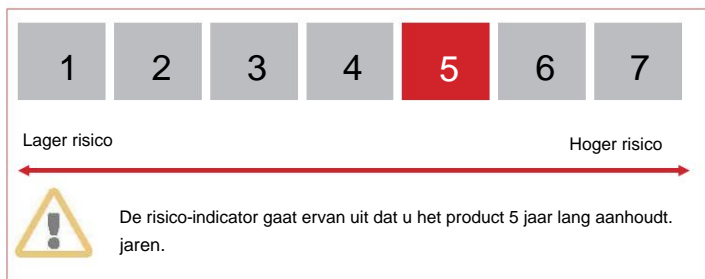 1 2 3 4 5 6 7
Lager risico Hoger risico
De risico-indicator gaat ervan uit dat u het product 5 jaar lang aanhoudt.
jaren.